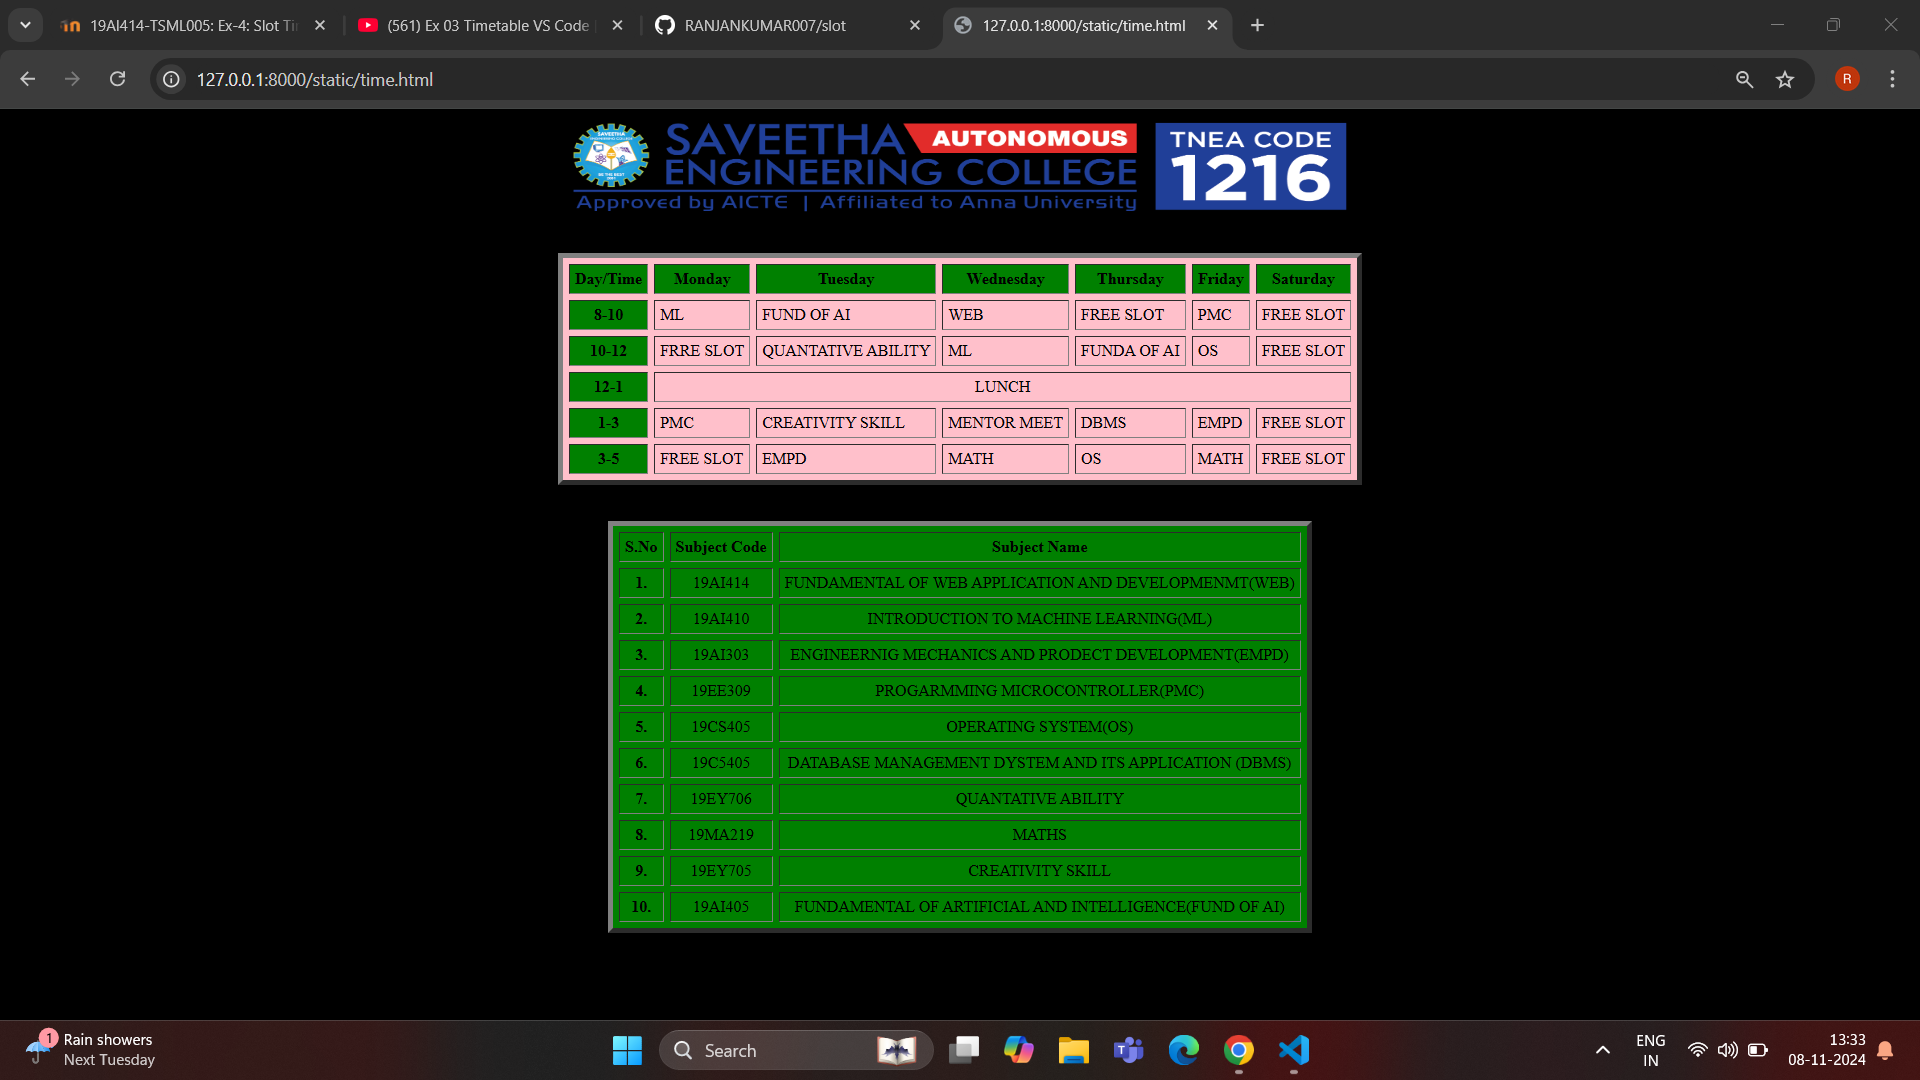 19AI414-TSML005: Ex-4: Slot Ti
(561) Ex 03 Timetable VS Code
RANJANKUMAR007/slot
127.0.0.1:8000/static/time.html
127.0.0.1:8000/static/time.html
R
SAVEETHA AUTONOMOUS
ENGINEERING COLLEGE
Approved by AICTE | Affiliated to Anna University
TNEA CODE
1216
Day/Time Monday Tuesday Wednesday Thursday Friday Saturday
8-10 ML FUND OF AI WEB FREE SLOT PMC FREE SLOT
10-12 FRRE SLOT QUANTATIVE ABILITY ML FUNDA OF AI OS FREE SLOT
12-1 LUNCH
1-3 PMC CREATIVITY SKILL MENTOR MEET DBMS EMPD FREE SLOT
3-5 FREE SLOT EMPD MATH OS MATH FREE SLOT
S.No Subject Code Subject Name
1. 19AI414 FUNDAMENTAL OF WEB APPLICATION AND DEVELOPMENMT(WEB)
2. 19AI410 INTRODUCTION TO MACHINE LEARNING(ML)
3. 19AI303 ENGINEERNIG MECHANICS AND PRODECT DEVELOPMENT(EMPD)
4. 19EE309 PROGARMMING MICROCONTROLLER(PMC)
5. 19CS405 OPERATING SYSTEM(OS)
6. 19C5405 DATABASE MANAGEMENT DYSTEM AND ITS APPLICATION (DBMS)
7. 19EY706 QUANTATIVE ABILITY
8. 19MA219 MATHS
9. 19EY705 CREATIVITY SKILL
10. 19AI405 FUNDAMENTAL OF ARTIFICIAL AND INTELLIGENCE(FUND OF AI)
1
Rain showers
Next Tuesday
Search
ENG
IN
13:33
08-11-2024